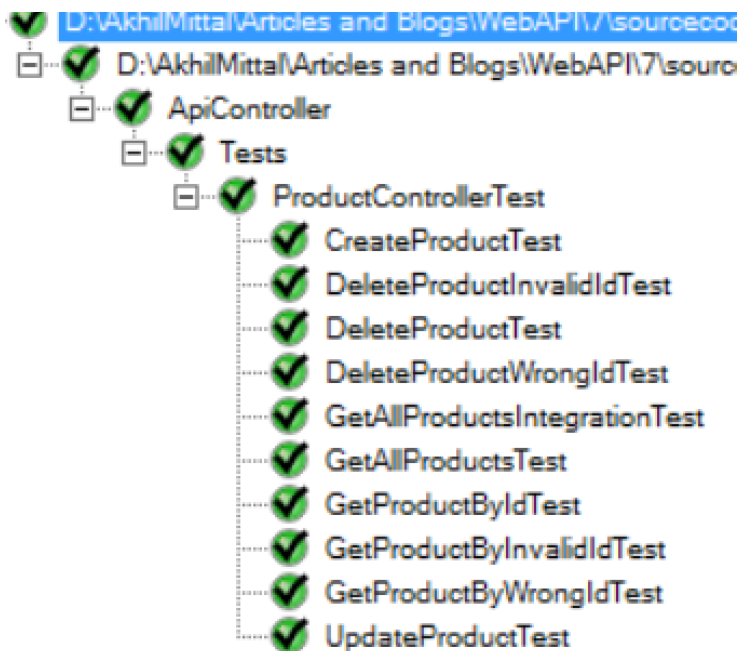 D:\AkhilMittal\Articles and Blogs\WebAPI\7\sourcecod
D:\AkhilMittal\Articles and Blogs\WebAPI\7\source
ApiController
Tests
ProductControllerTest
CreateProductTest
DeleteProductInvalidIdTest
DeleteProductTest
DeleteProductWrongIdTest
GetAllProductsIntegrationTest
GetAllProductsTest
GetProductByIdTest
GetProductByInvalidIdTest
GetProductByWrongIdTest
UpdateProductTest